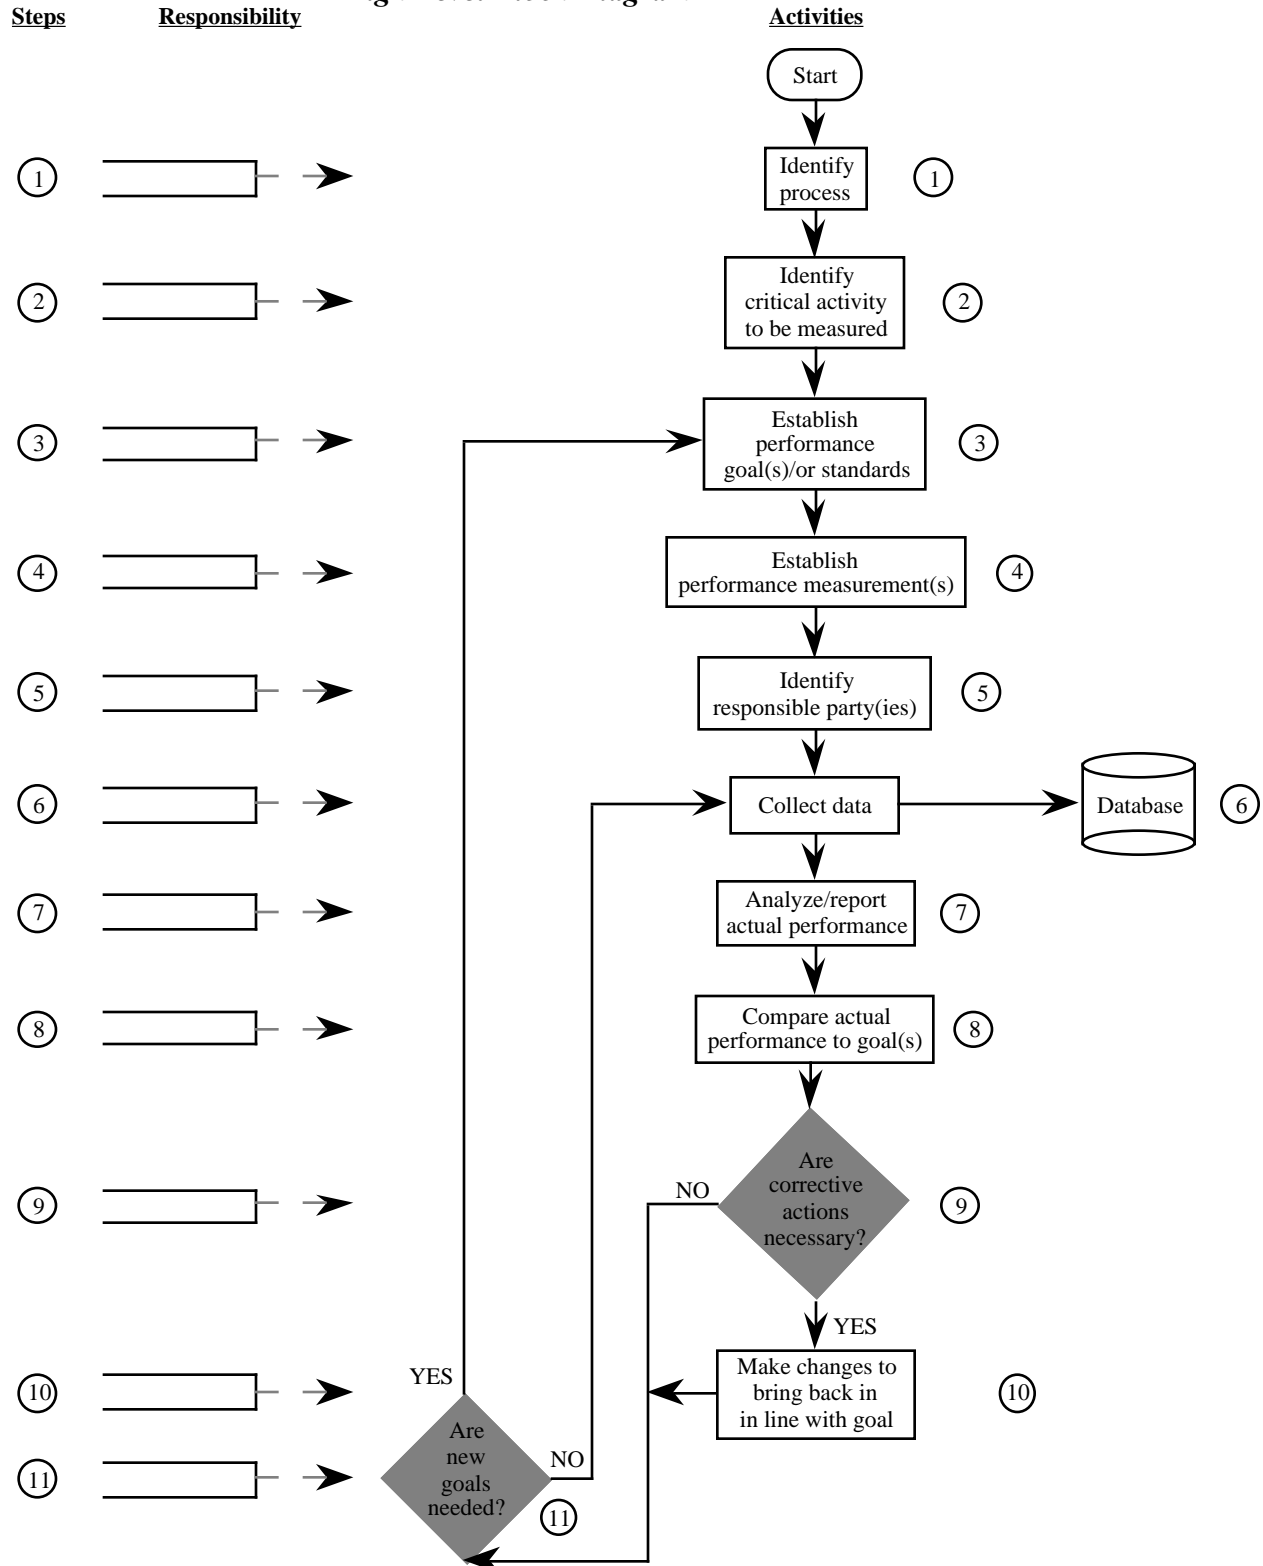 Steps
Responsibility
Activities
Start
1
Identify
process
1
2
Identify
critical activity
to be measured
2
3
Establish
performance
goal(s)/or standards
3
4
Establish
performance measurement(s)
4
5
Identify
responsible party(ies)
5
6
Collect data
Database
6
7
Analyze/report
actual performance
7
8
Compare actual
performance to goal(s)
8
9
NO
Are
corrective
actions
necessary?
9
YES
10
YES
Make changes to
bring back in
in line with goal
10
11
Are
new
goals
needed?
NO
11